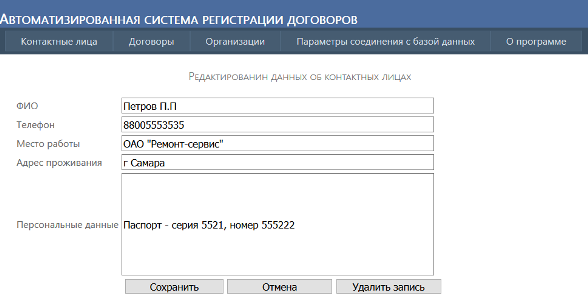 Автоматизированная система регистрации договоров
Контактные лица Договоры Организации Параметры соединения с базой данных О программе
Редактированин данных об контактных лицах
ФИО Петров П.П
Телефон 88005553535
Место работы ОАО "Ремонт-сервис"
Адрес проживания г Самара
Персональные данные Паспорт - серия 5521, номер 555222
Сохранить Отмена Удалить запись